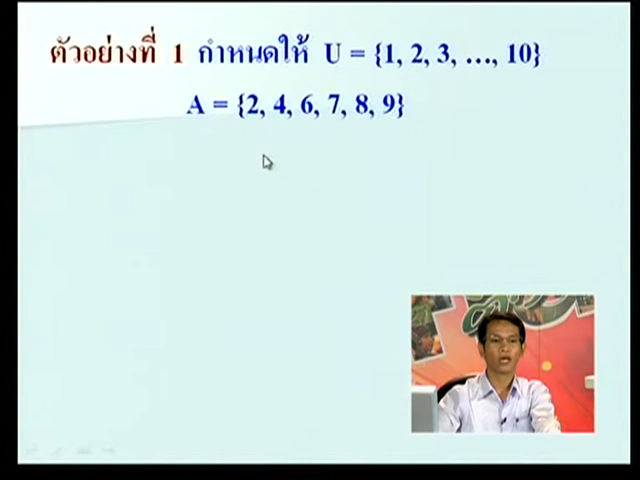 ตัวอย่างที่ 1 กำหนดให้ U = {1, 2, 3, …, 10}
A = {2, 4, 6, 7, 8, 9}